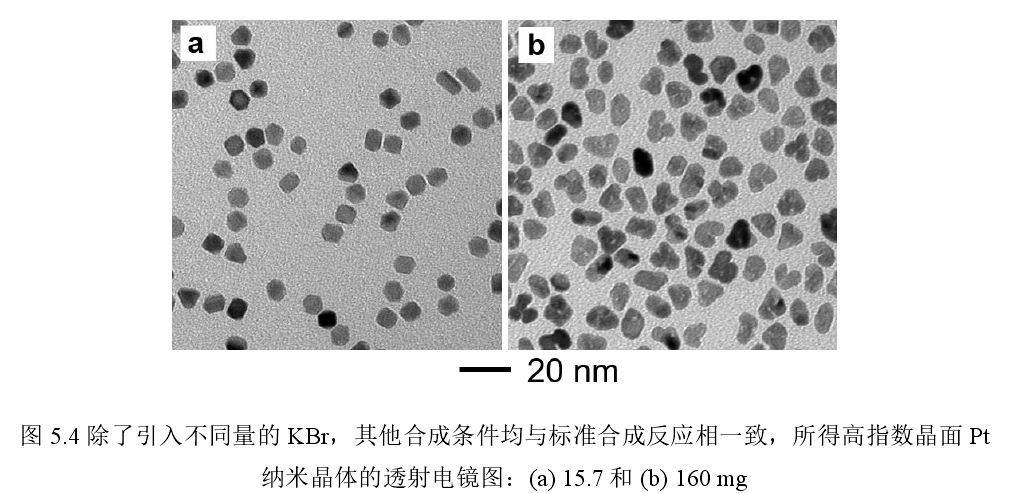 a
b
20 nm
图 5.4 除了引入不同量的 KBr，其他合成条件均与标准合成反应相一致，所得高指数晶面 Pt
纳米晶体的透射电镜图：(a) 15.7 和 (b) 160 mg